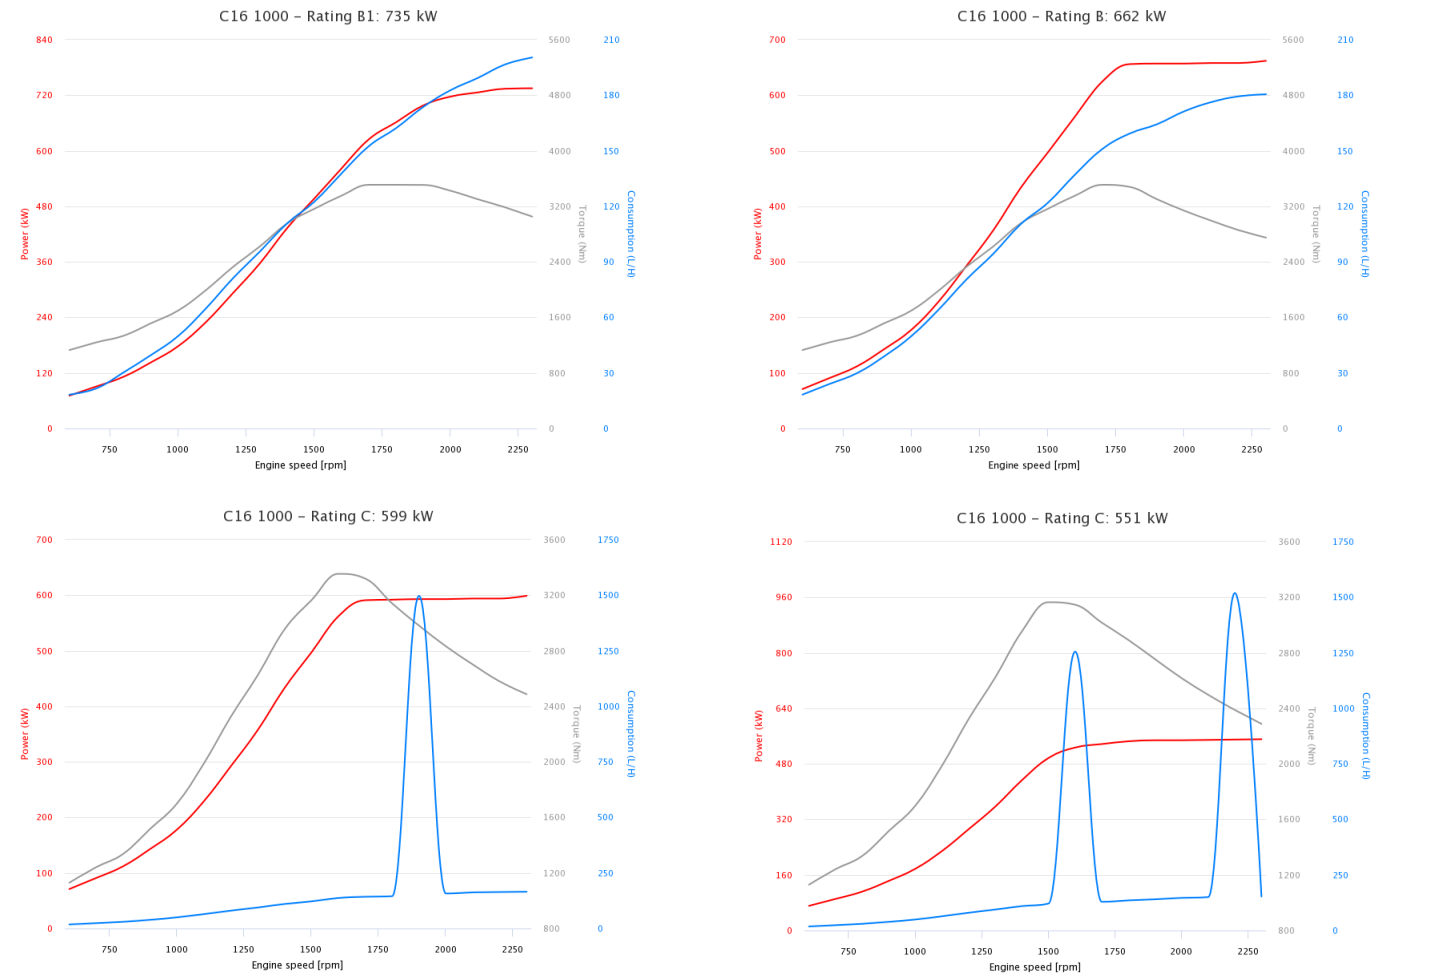 C16 1000 – Rating B1: 735 kW
840 5600 210
720 4800 180
600 4000 150
480 3200 120
360 2400 90
240 1600 60
120 800 30
0 0 0
Power (kW)
Torque (Nm)
Consumption (L/H)
750 1000 1250 1500 1750 2000 2250
Engine speed [rpm]
C16 1000 – Rating B: 662 kW
700 5600 210
600 4800 180
500 4000 150
400 3200 120
300 2400 90
200 1600 60
100 800 30
0 0 0
Power (kW)
Torque (Nm)
Consumption (L/H)
750 1000 1250 1500 1750 2000 2250
Engine speed [rpm]
C16 1000 – Rating C: 599 kW
700 3600 1750
600 3200 1500
500 2800 1250
400 2400 1000
300 2000 750
200 1600 500
100 1200 250
0 800 0
Power (kW)
Torque (Nm)
Consumption (L/H)
750 1000 1250 1500 1750 2000 2250
Engine speed [rpm]
C16 1000 – Rating C: 551 kW
1120 3600 1750
960 3200 1500
800 2800 1250
640 2400 1000
480 2000 750
320 1600 500
160 1200 250
0 800 0
Power (kW)
Torque (Nm)
Consumption (L/H)
750 1000 1250 1500 1750 2000 2250
Engine speed [rpm]